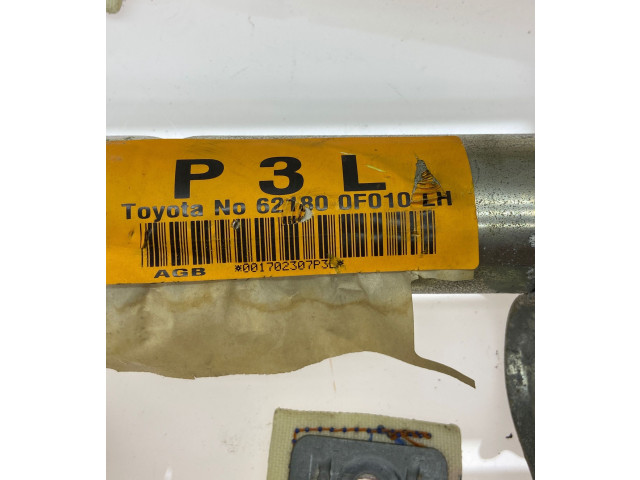 P 3 L
Toyota No 62180 0F010 LH
AGB *001702307P3L*